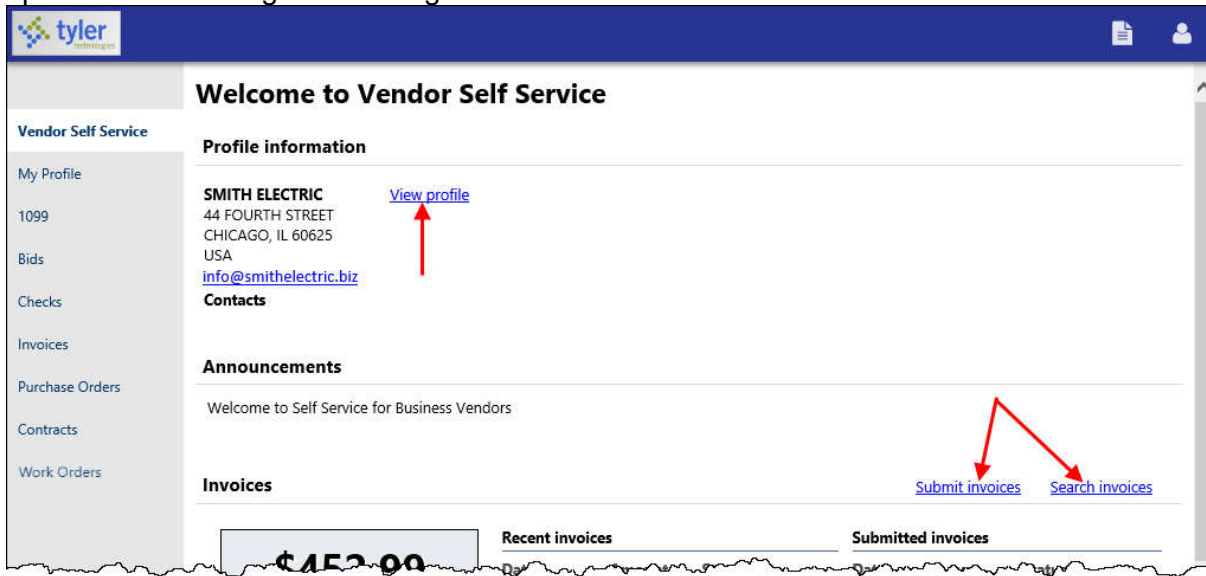 tyler
technologies
Welcome to Vendor Self Service
Vendor Self Service
My Profile
1099
Bids
Checks
Invoices
Purchase Orders
Contracts
Work Orders
Profile information
SMITH ELECTRIC View profile
44 FOURTH STREET
CHICAGO, IL 60625
USA
info@smithelectric.biz
Contacts
Announcements
Welcome to Self Service for Business Vendors
Invoices Submit invoices Search invoices
$452.99
Recent invoices
Submitted invoices